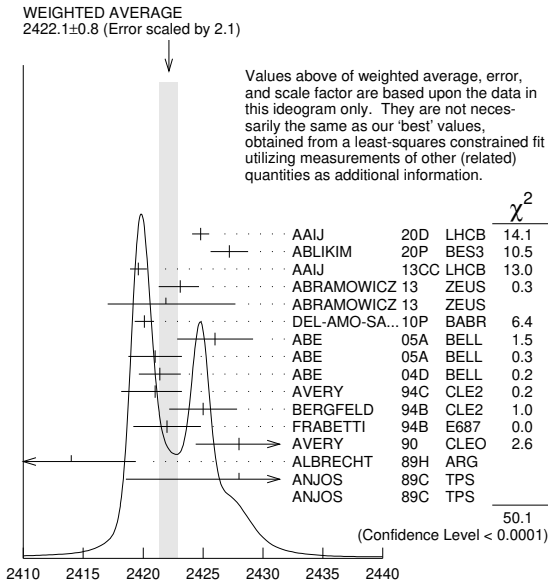 WEIGHTED AVERAGE
2422.1±0.8 (Error scaled by 2.1)
Values above of weighted average, error,
and scale factor are based upon the data in
this ideogram only. They are not neces-
sarily the same as our ‘best’ values,
obtained from a least-squares constrained fit
utilizing measurements of other (related)
quantities as additional information.
χ2
AAIJ 20D LHCB 14.1
ABLIKIM 20P BES3 10.5
AAIJ 13CC LHCB 13.0
ABRAMOWICZ 13 ZEUS 0.3
ABRAMOWICZ 13 ZEUS
DEL-AMO-SA... 10P BABR 6.4
ABE 05A BELL 1.5
ABE 05A BELL 0.3
ABE 04D BELL 0.2
AVERY 94C CLE2 0.2
BERGFELD 94B CLE2 1.0
FRABETTI 94B E687 0.0
AVERY 90 CLEO 2.6
ALBRECHT 89H ARG
ANJOS 89C TPS
ANJOS 89C TPS
50.1
(Confidence Level < 0.0001)
2410 2415 2420 2425 2430 2435 2440